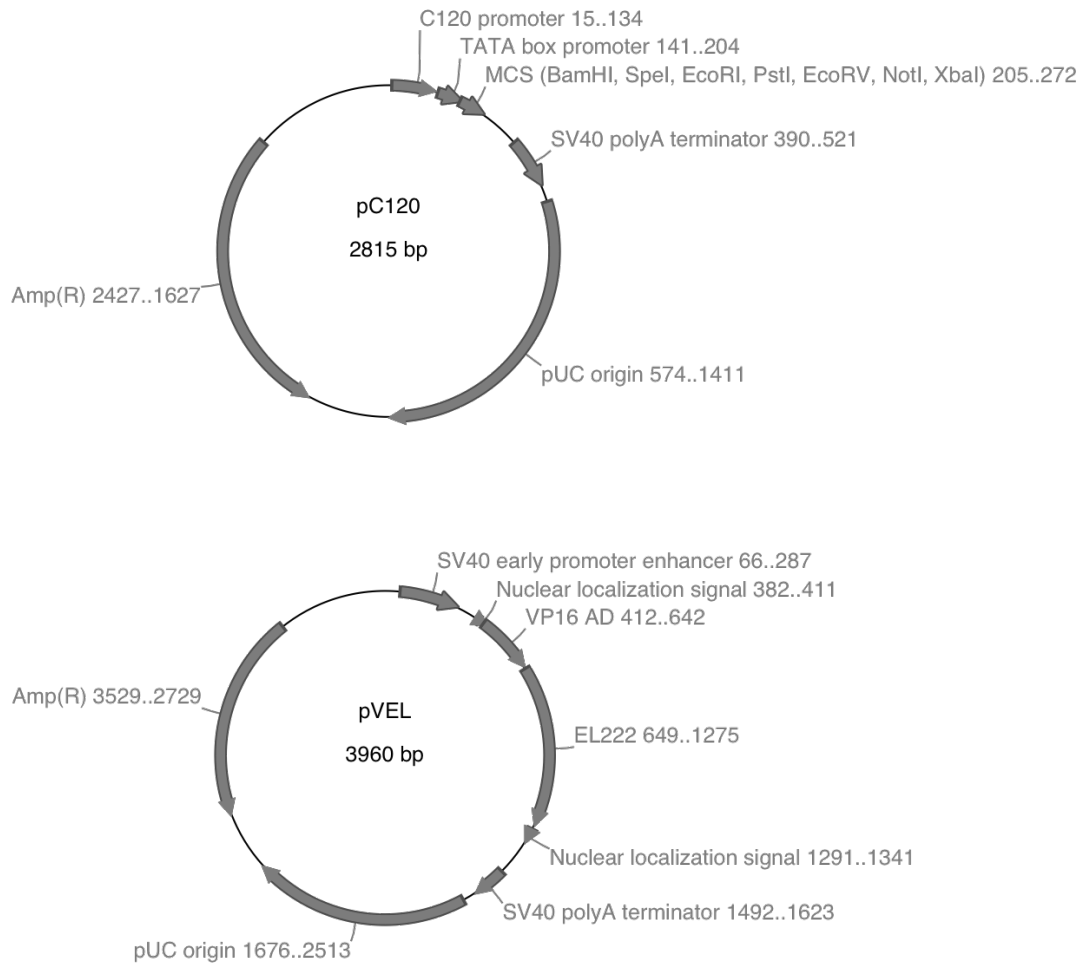 C120 promoter 15..134
TATA box promoter 141..204
MCS (BamHI, SpeI, EcoRI, PstI, EcoRV, NotI, XbaI) 205..272
SV40 polyA terminator 390..521
pC120
2815 bp
Amp(R) 2427..1627
pUC origin 574..1411
SV40 early promoter enhancer 66..287
Nuclear localization signal 382..411
VP16 AD 412..642
Amp(R) 3529..2729
pVEL
3960 bp
EL222 649..1275
Nuclear localization signal 1291..1341
SV40 polyA terminator 1492..1623
pUC origin 1676..2513